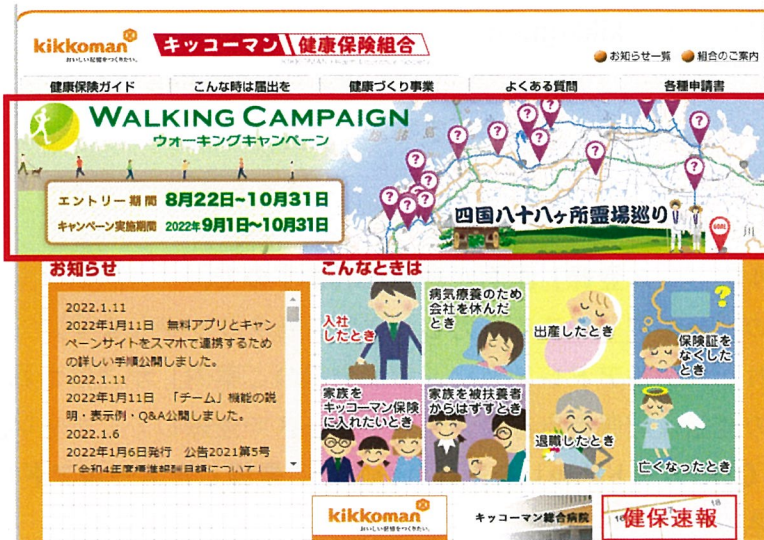 kikkoman
おいしい記憶をつくりたい。
キッコーマン 健康保険組合
お知らせ一覧 組合のご案内
健康保険ガイド こんな時は届出を 健康づくり事業 よくある質問 各種申請書
WALKING CAMPAIGN
ウォーキングキャンペーン
エントリー期間 8月22日~10月31日
キャンペーン実施期間 2022年9月1日~10月31日
四国八十八ヶ所霊場巡り
GOAL
川
? ? ? ? ? ? ? ? ? ? ? ? ?
お知らせ
2022.1.11
2022年1月11日 無料アプリとキャン
ペーンサイトをスマホで連携するため
の詳しい手順公開しました。
2022.1.11
2022年1月11日 「チーム」機能の説
明・表示例・Q&A公開しました。
2022.1.6
2022年1月6日発行 公告2021第5号
「令和4年度標準報酬月額について」
こんなときは
入社
したとき
病気療養のため
会社を休んだ
とき
出産したとき
?
保険証を
なくした
とき
家族を
キッコーマン保険
に入れたいとき
家族を被扶養者
からはずすとき
退職したとき
亡くなったとき
kikkoman
おいしい記憶をつくりたい。
キッコーマン総合病院
16 17 18
健保速報